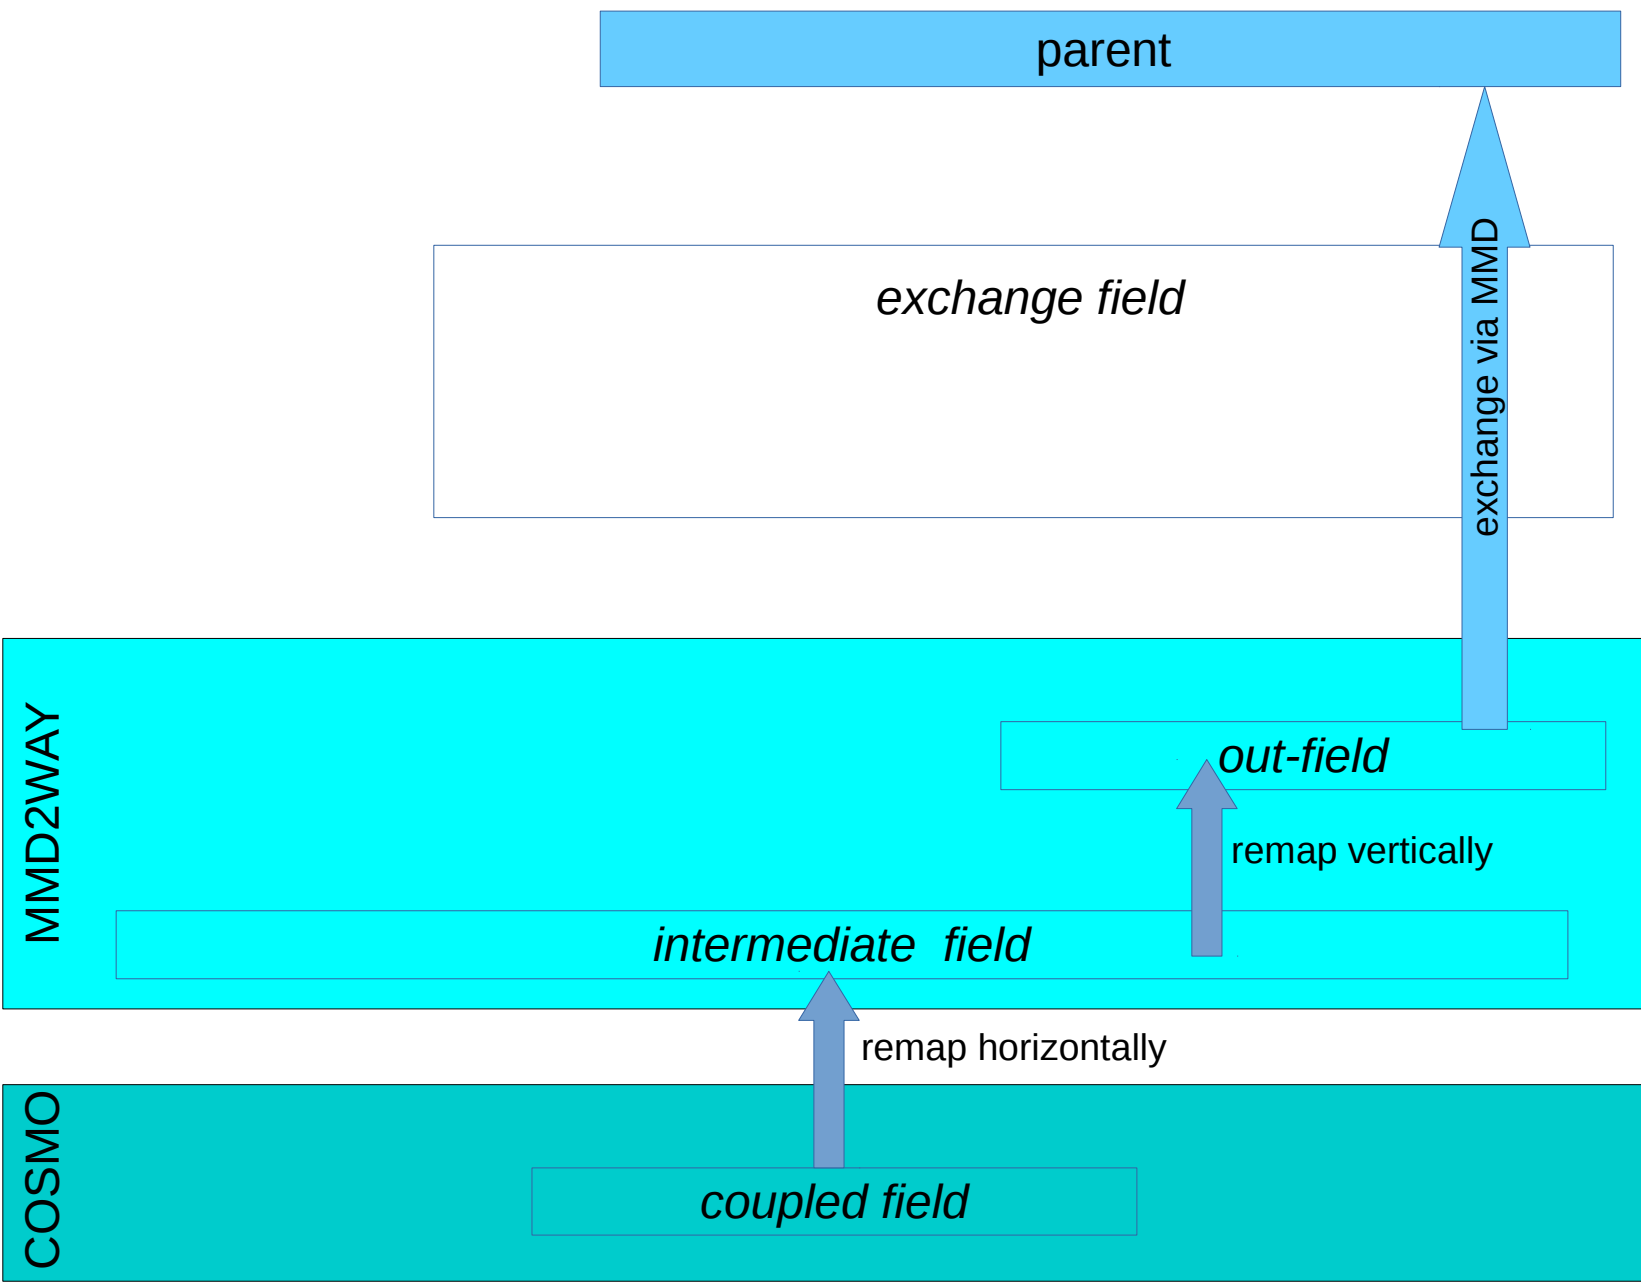 parent
exchange field
exchange via MMD
MMD2WAY
out-field
remap vertically
intermediate field
remap horizontally
COSMO
coupled field